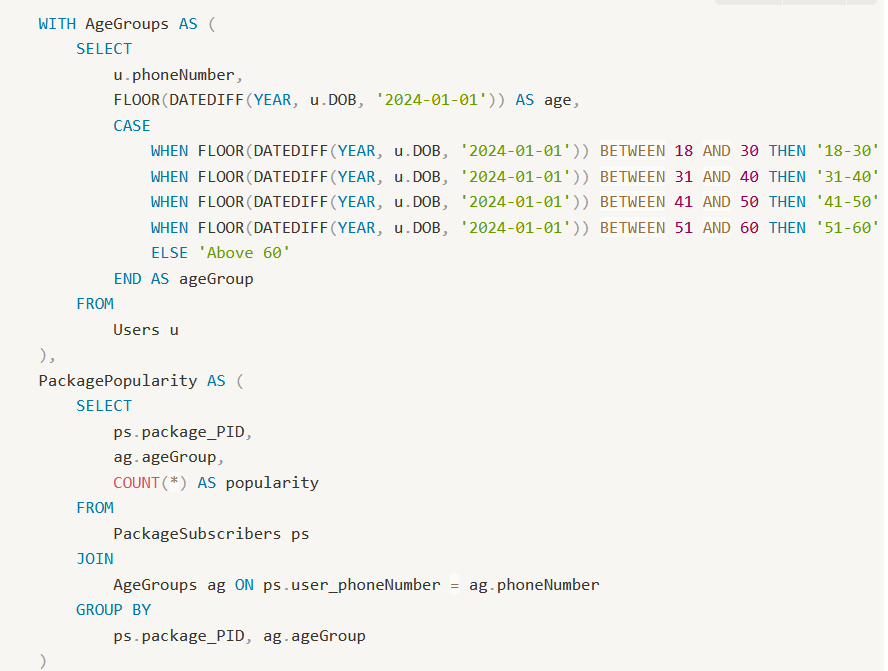 WITH AgeGroups AS (
    SELECT
        u.phoneNumber,
        FLOOR(DATEDIFF(YEAR, u.DOB, '2024-01-01')) AS age,
        CASE
            WHEN FLOOR(DATEDIFF(YEAR, u.DOB, '2024-01-01')) BETWEEN 18 AND 30 THEN '18-30'
            WHEN FLOOR(DATEDIFF(YEAR, u.DOB, '2024-01-01')) BETWEEN 31 AND 40 THEN '31-40'
            WHEN FLOOR(DATEDIFF(YEAR, u.DOB, '2024-01-01')) BETWEEN 41 AND 50 THEN '41-50'
            WHEN FLOOR(DATEDIFF(YEAR, u.DOB, '2024-01-01')) BETWEEN 51 AND 60 THEN '51-60'
            ELSE 'Above 60'
        END AS ageGroup
    FROM
        Users u
),
PackagePopularity AS (
    SELECT
        ps.package_PID,
        ag.ageGroup,
        COUNT(*) AS popularity
    FROM
        PackageSubscribers ps
    JOIN
        AgeGroups ag ON ps.user_phoneNumber = ag.phoneNumber
    GROUP BY
        ps.package_PID, ag.ageGroup
)